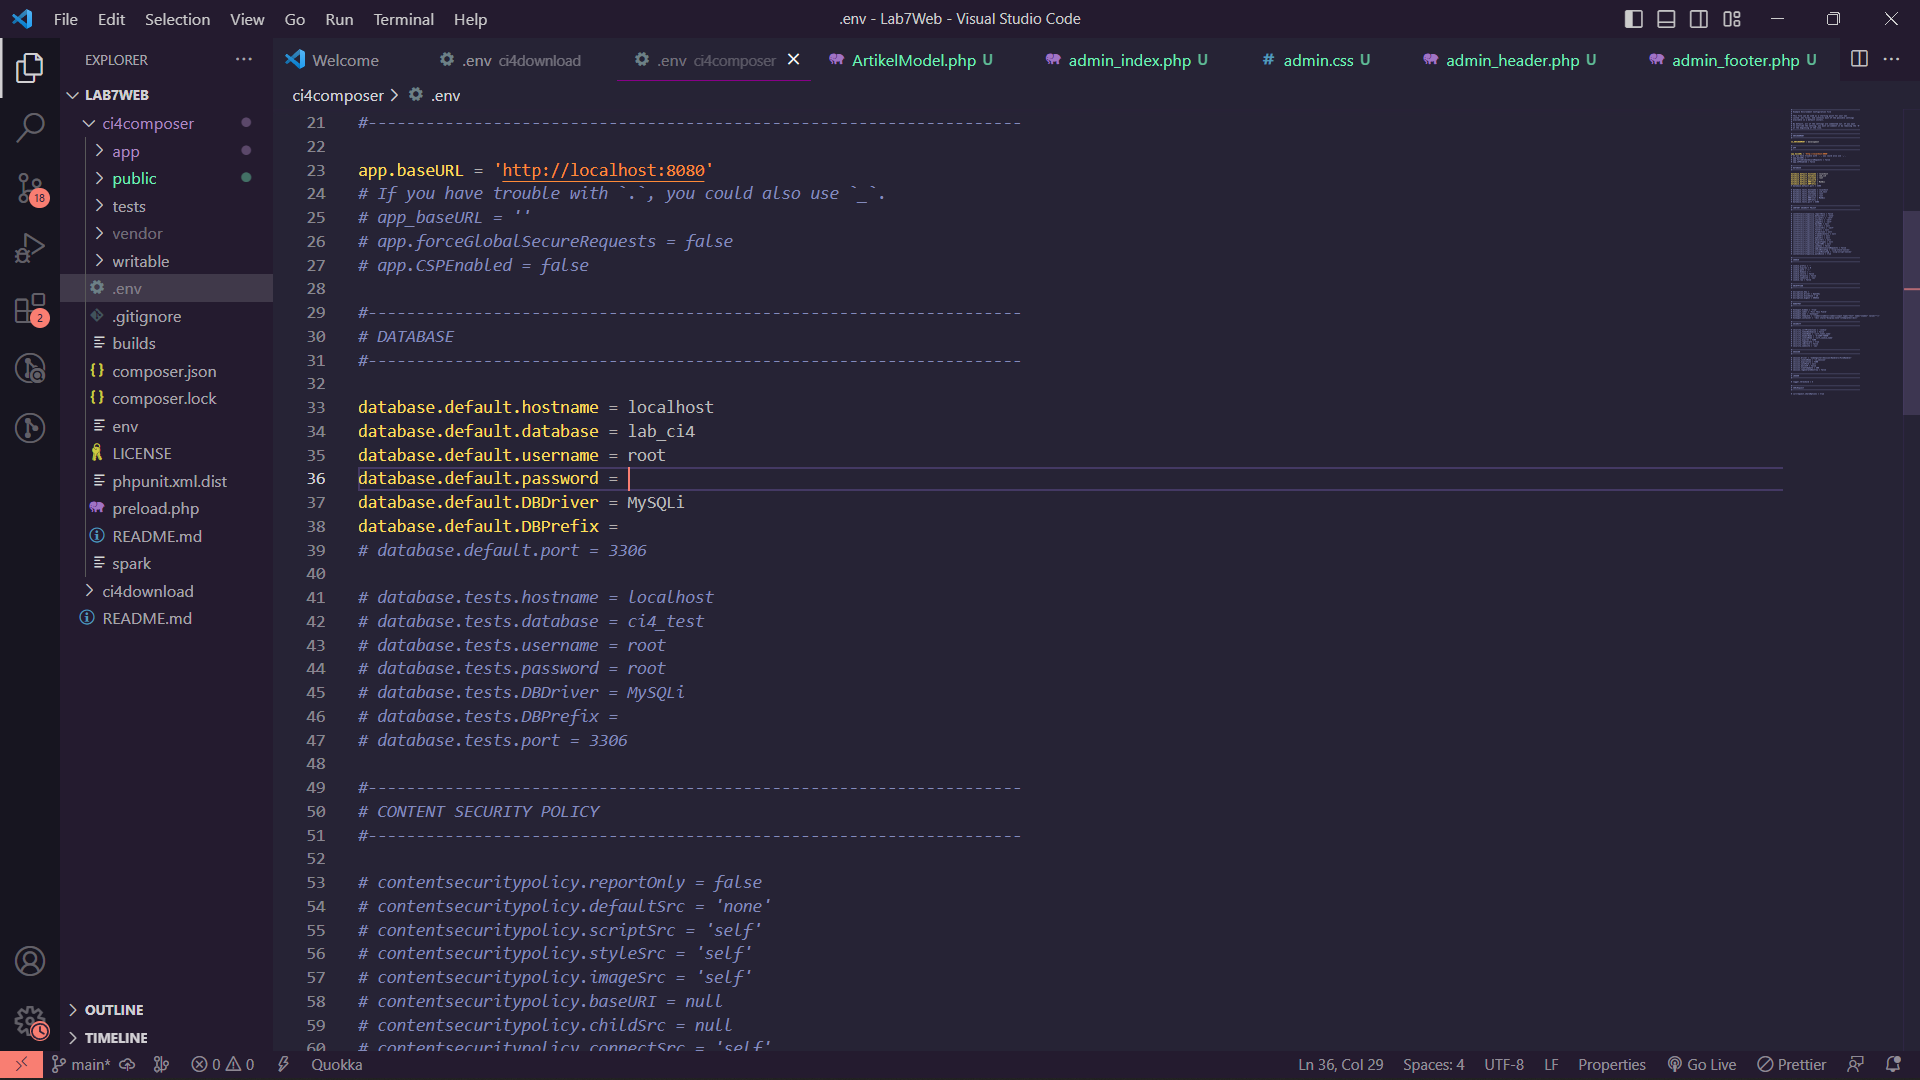 File Edit Selection View Go Run Terminal Help
.env - Lab7Web - Visual Studio Code
EXPLORER
Welcome
.env ci4download
.env ci4composer
ArtikelModel.php U
admin_index.php U
# admin.css U
admin_header.php U
admin_footer.php U
LAB7WEB
ci4composer
app
public
tests
vendor
writable
.env
.gitignore
builds
{} composer.json
{} composer.lock
env
LICENSE
phpunit.xml.dist
preload.php
README.md
spark
ci4download
README.md
OUTLINE
TIMELINE
18
2
ci4composer > .env
21 #--------------------------------------------------------------------
22
23 app.baseURL = 'http://localhost:8080'
24 # If you have trouble with `.`, you could also use `_`.
25 # app_baseURL = ''
26 # app.forceGlobalSecureRequests = false
27 # app.CSPEnabled = false
28
29 #--------------------------------------------------------------------
30 # DATABASE
31 #--------------------------------------------------------------------
32
33 database.default.hostname = localhost
34 database.default.database = lab_ci4
35 database.default.username = root
36 database.default.password =
37 database.default.DBDriver = MySQLi
38 database.default.DBPrefix =
39 # database.default.port = 3306
40
41 # database.tests.hostname = localhost
42 # database.tests.database = ci4_test
43 # database.tests.username = root
44 # database.tests.password = root
45 # database.tests.DBDriver = MySQLi
46 # database.tests.DBPrefix =
47 # database.tests.port = 3306
48
49 #--------------------------------------------------------------------
50 # CONTENT SECURITY POLICY
51 #--------------------------------------------------------------------
52
53 # contentsecuritypolicy.reportOnly = false
54 # contentsecuritypolicy.defaultSrc = 'none'
55 # contentsecuritypolicy.scriptSrc = 'self'
56 # contentsecuritypolicy.styleSrc = 'self'
57 # contentsecuritypolicy.imageSrc = 'self'
58 # contentsecuritypolicy.baseURI = null
59 # contentsecuritypolicy.childSrc = null
60 # contentsecuritypolicy.connectSrc = 'self'
main* 0 0 Quokka
Ln 36, Col 29 Spaces: 4 UTF-8 LF Properties Go Live Prettier